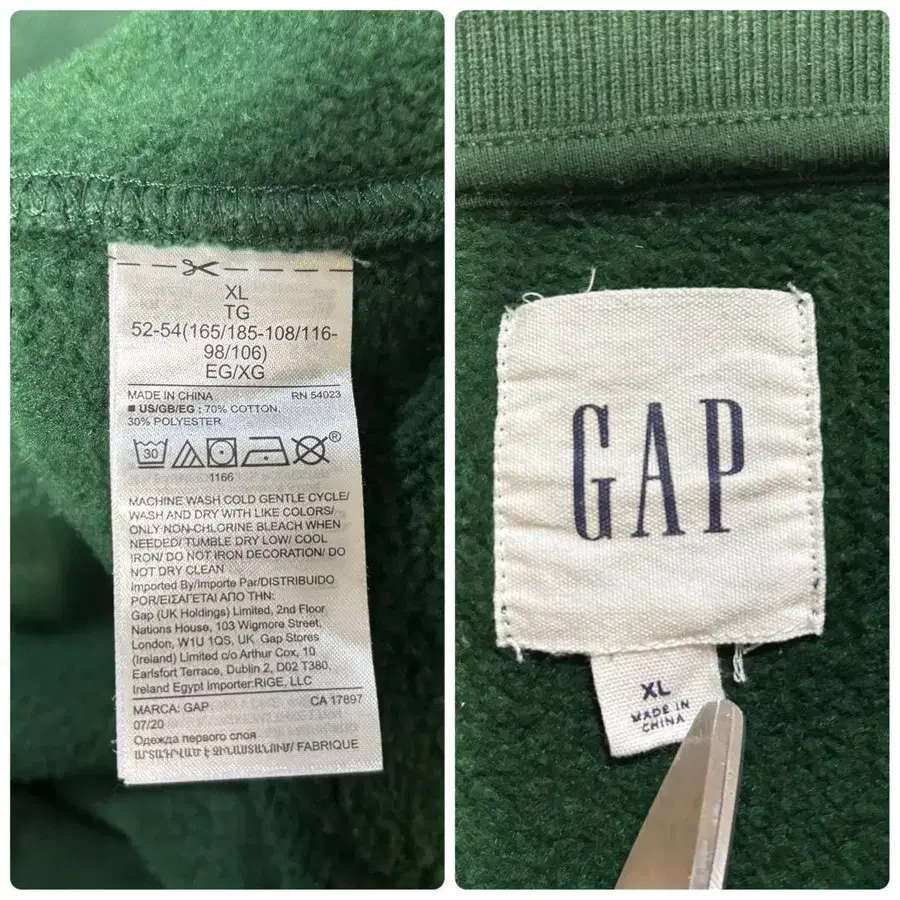 XL
TG
52-54(165/185-108/116-
98/106)
EG/XG
MADE IN CHINA RN 54023
■ US/GB/EG : 70% COTTON,
30% POLYESTER
30 ®
1166
MACHINE WASH COLD GENTLE CYCLE/
WASH AND DRY WITH LIKE COLORS/
ONLY NON-CHLORINE BLEACH WHEN
NEEDED/ TUMBLE DRY LOW/ COOL
IRON/ DO NOT IRON DECORATION/ DO
NOT DRY CLEAN
Imported By/Importe Par/DISTRIBUIDO
POR/ΕΙΣΑΓΕΤΑΙ ΑΠΟ ΤΗΝ:
Gap (UK Holdings) Limited, 2nd Floor
Nations House, 103 Wigmore Street,
London, W1U 1QS, UK Gap Stores
(Ireland) Limited c/o Arthur Cox, 10
Earlsfort Terrace, Dublin 2, D02 T380,
Ireland Egypt Importer:RIGE, LLC
MARCA: GAP CA 17897
07/20
Одежда первого слоя
ԱՐՏԱԴՐՎԱԾ Է ՉԻՆԱՍՏԱՆՈՒՄ/ FABRIQUE
GAP
XL
MADE IN
CHINA